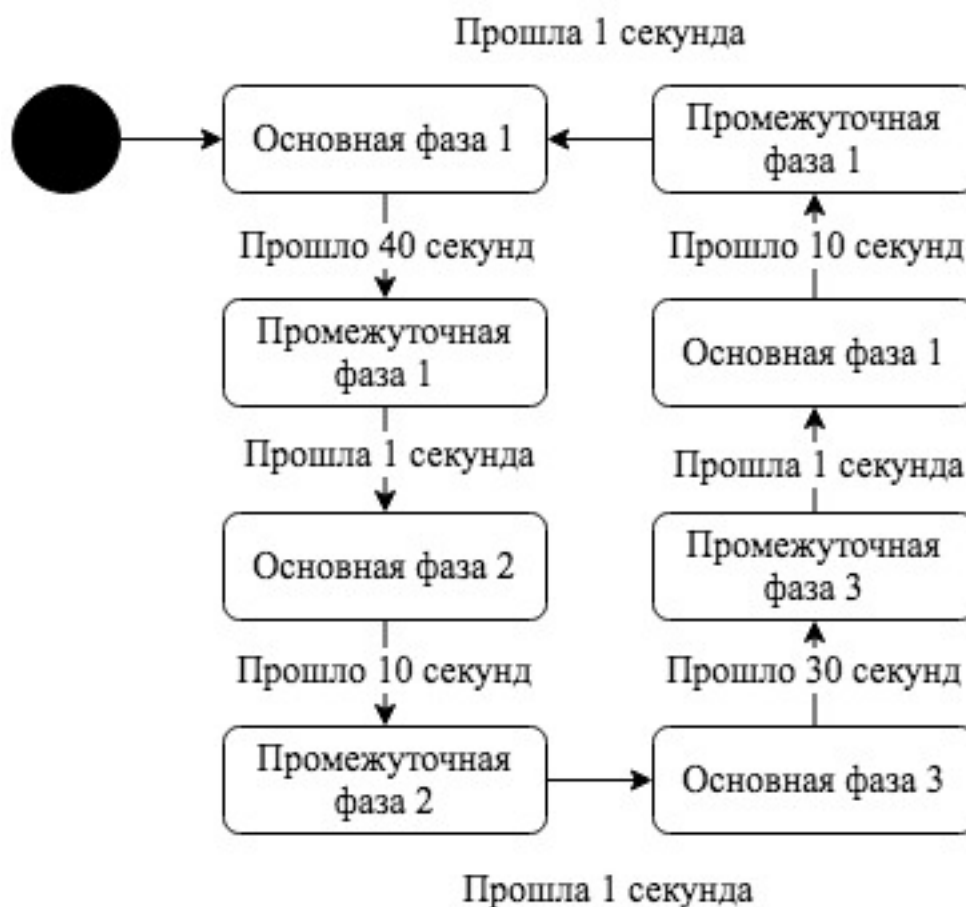 Прошла 1 секунда
Основная фаза 1
Промежуточная
фаза 1
Прошло 40 секунд
Прошло 10 секунд
Промежуточная
фаза 1
Основная фаза 1
Прошла 1 секунда
Прошла 1 секунда
Основная фаза 2
Промежуточная
фаза 3
Прошло 10 секунд
Прошло 30 секунд
Промежуточная
фаза 2
Основная фаза 3
Прошла 1 секунда